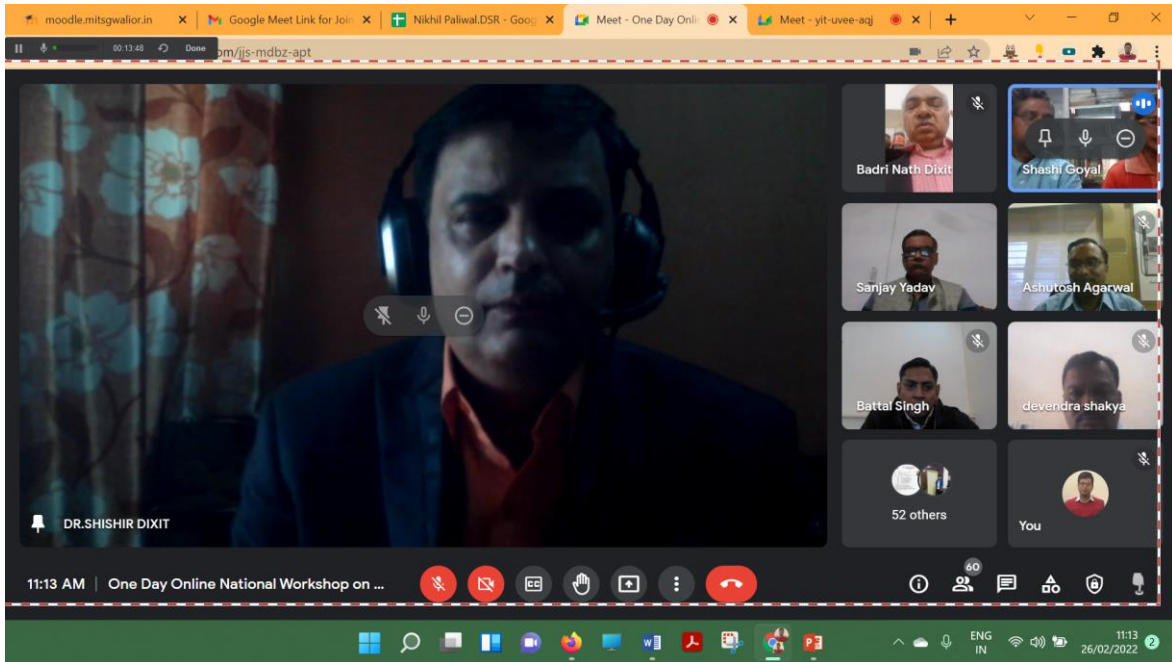 moodle.mitsgwalior.in
Google Meet Link for Join
Nikhil Paliwal.DSR - Goog
Meet - One Day Onli
Meet - yit-uvee-aqj
00:13:48 Done
om/jjs-mdbz-apt
Badri Nath Dixit
Shashi Goyal
Sanjay Yadav
Ashutosh Agarwal
Battal Singh
devendra shakya
52 others
You
DR.SHISHIR DIXIT
11:13 AM | One Day Online National Workshop on ...
CC
60
ENG
IN
11:13
26/02/2022
2